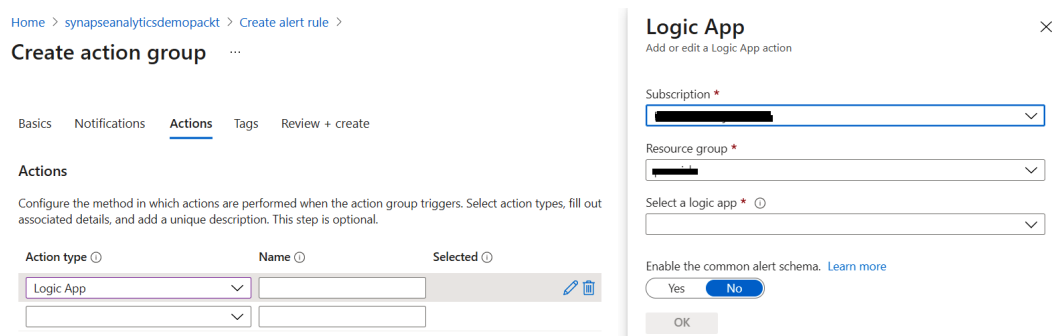 Home > synapseanalyticsdemopackt > Create alert rule >
Create action group ...
Basics Notifications Actions Tags Review + create
Actions
Configure the method in which actions are performed when the action group triggers. Select action types, fill out
associated details, and add a unique description. This step is optional.
Action type Name Selected
Logic App
Logic App
Add or edit a Logic App action
Subscription *
Resource group *
Select a logic app *
Enable the common alert schema. Learn more
Yes No
OK